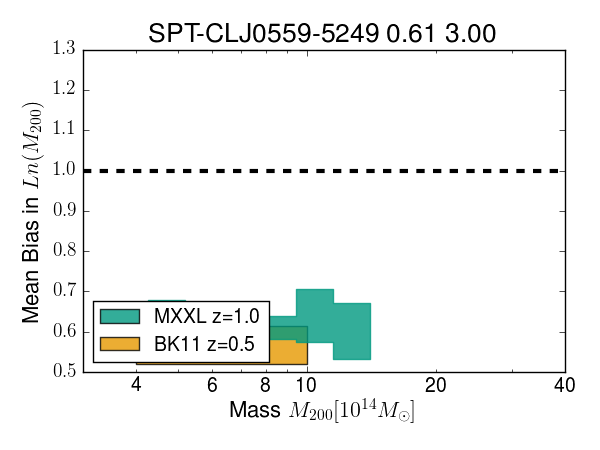 SPT-CLJ0559-5249 0.61 3.00
1.3
1.2
1.1
1.0
0.9
0.8
0.7
0.6
0.5
Mean Bias in Ln(M₂₀₀)
MXXL z=1.0
BK11 z=0.5
4 6 8 10 20 40
Mass M₂₀₀[10¹⁴M☉]